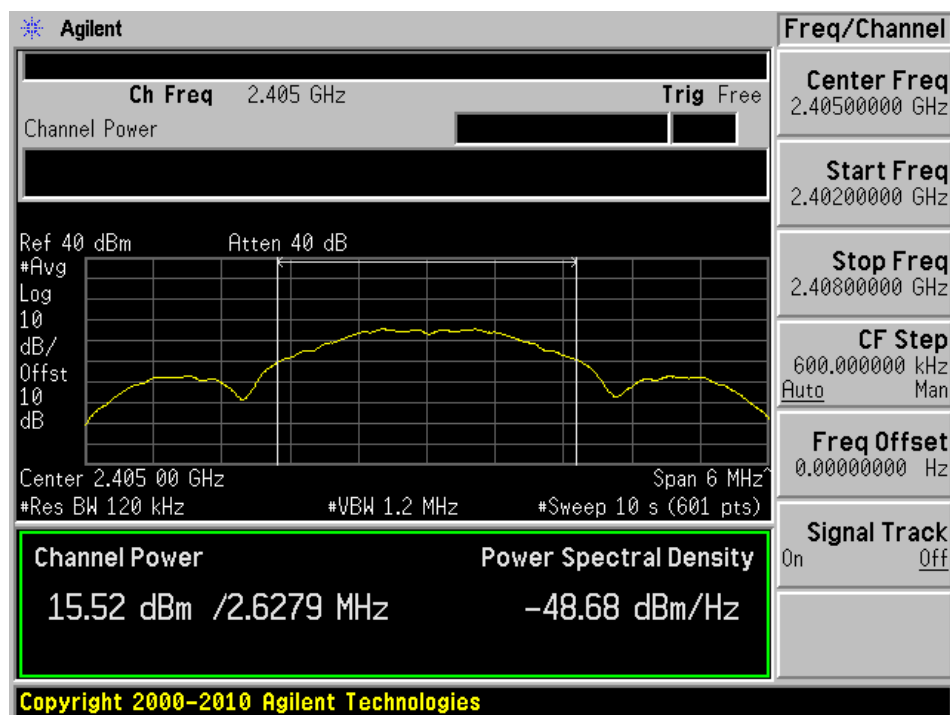 Agilent
Freq/Channel
Ch Freq 2.405 GHz Trig Free
Channel Power
Center Freq
2.40500000 GHz
Start Freq
2.40200000 GHz
Stop Freq
2.40800000 GHz
CF Step
600.000000 kHz
Auto Man
Freq Offset
0.00000000 Hz
Signal Track
On Off
Ref 40 dBm Atten 40 dB
#Avg
Log
10
dB/
Offst
10
dB
Center 2.405 00 GHz Span 6 MHz^
#Res BW 120 kHz #VBW 1.2 MHz #Sweep 10 s (601 pts)
Channel Power Power Spectral Density
15.52 dBm /2.6279 MHz -48.68 dBm/Hz
Copyright 2000-2010 Agilent Technologies